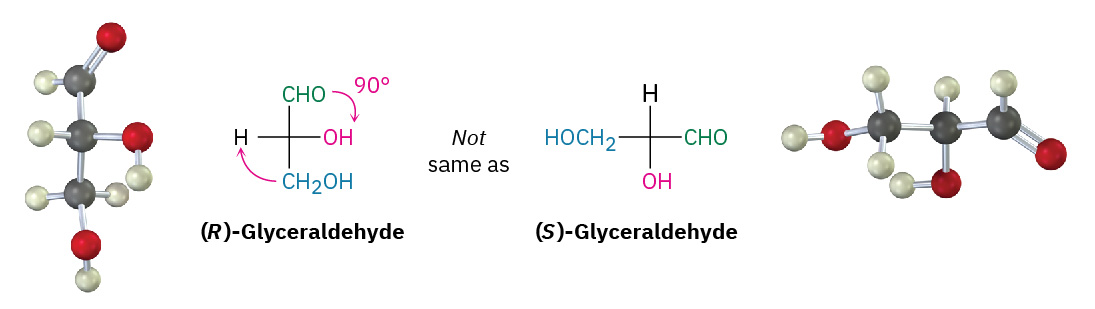 CHO
90°
H
OH
CH₂OH
(R)-Glyceraldehyde
Not
same as
H
HOCH₂
CHO
OH
(S)-Glyceraldehyde